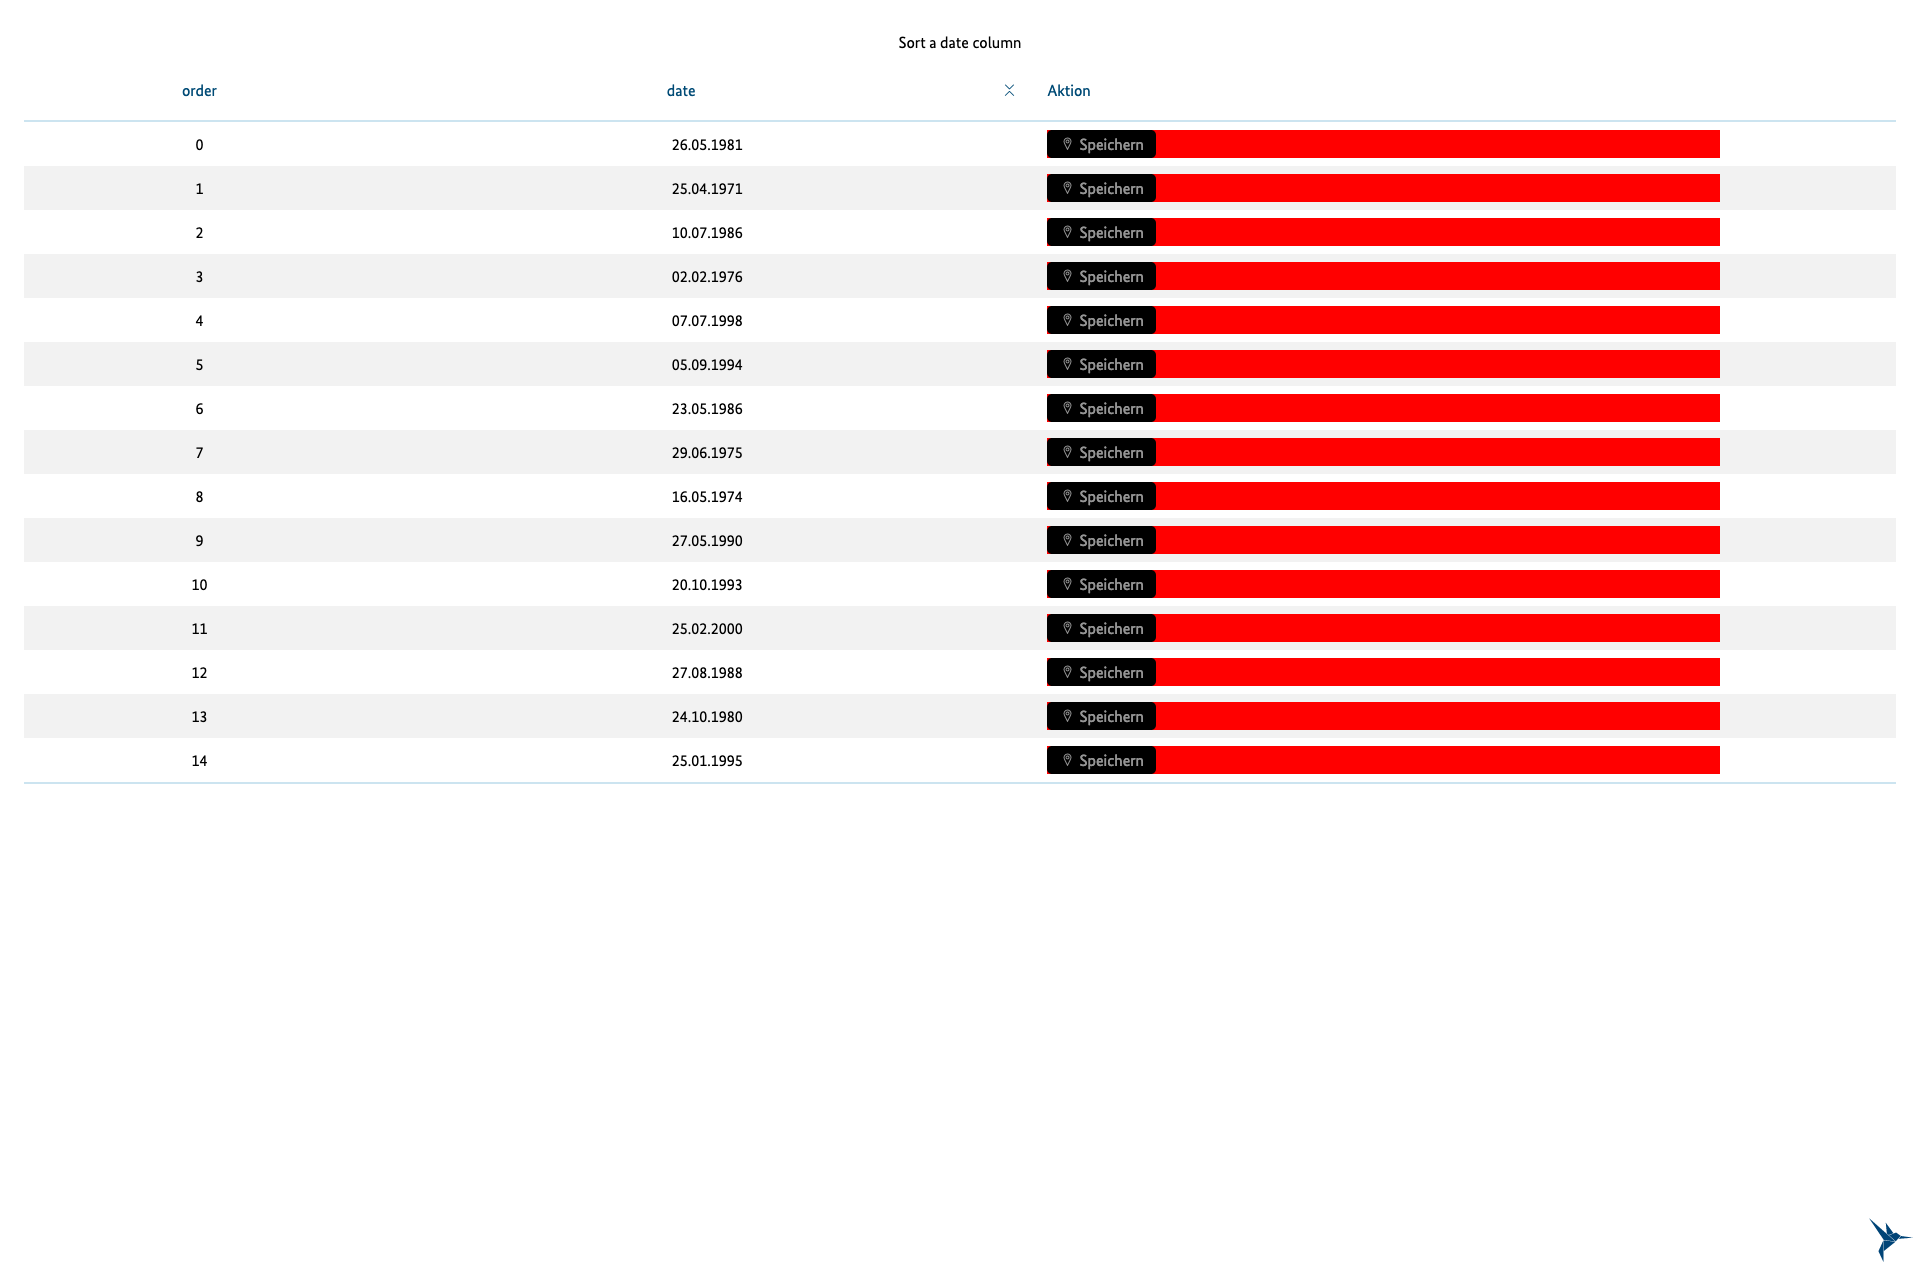 Sort a date column
order date Aktion
0 26.05.1981 Speichern
1 25.04.1971 Speichern
2 10.07.1986 Speichern
3 02.02.1976 Speichern
4 07.07.1998 Speichern
5 05.09.1994 Speichern
6 23.05.1986 Speichern
7 29.06.1975 Speichern
8 16.05.1974 Speichern
9 27.05.1990 Speichern
10 20.10.1993 Speichern
11 25.02.2000 Speichern
12 27.08.1988 Speichern
13 24.10.1980 Speichern
14 25.01.1995 Speichern